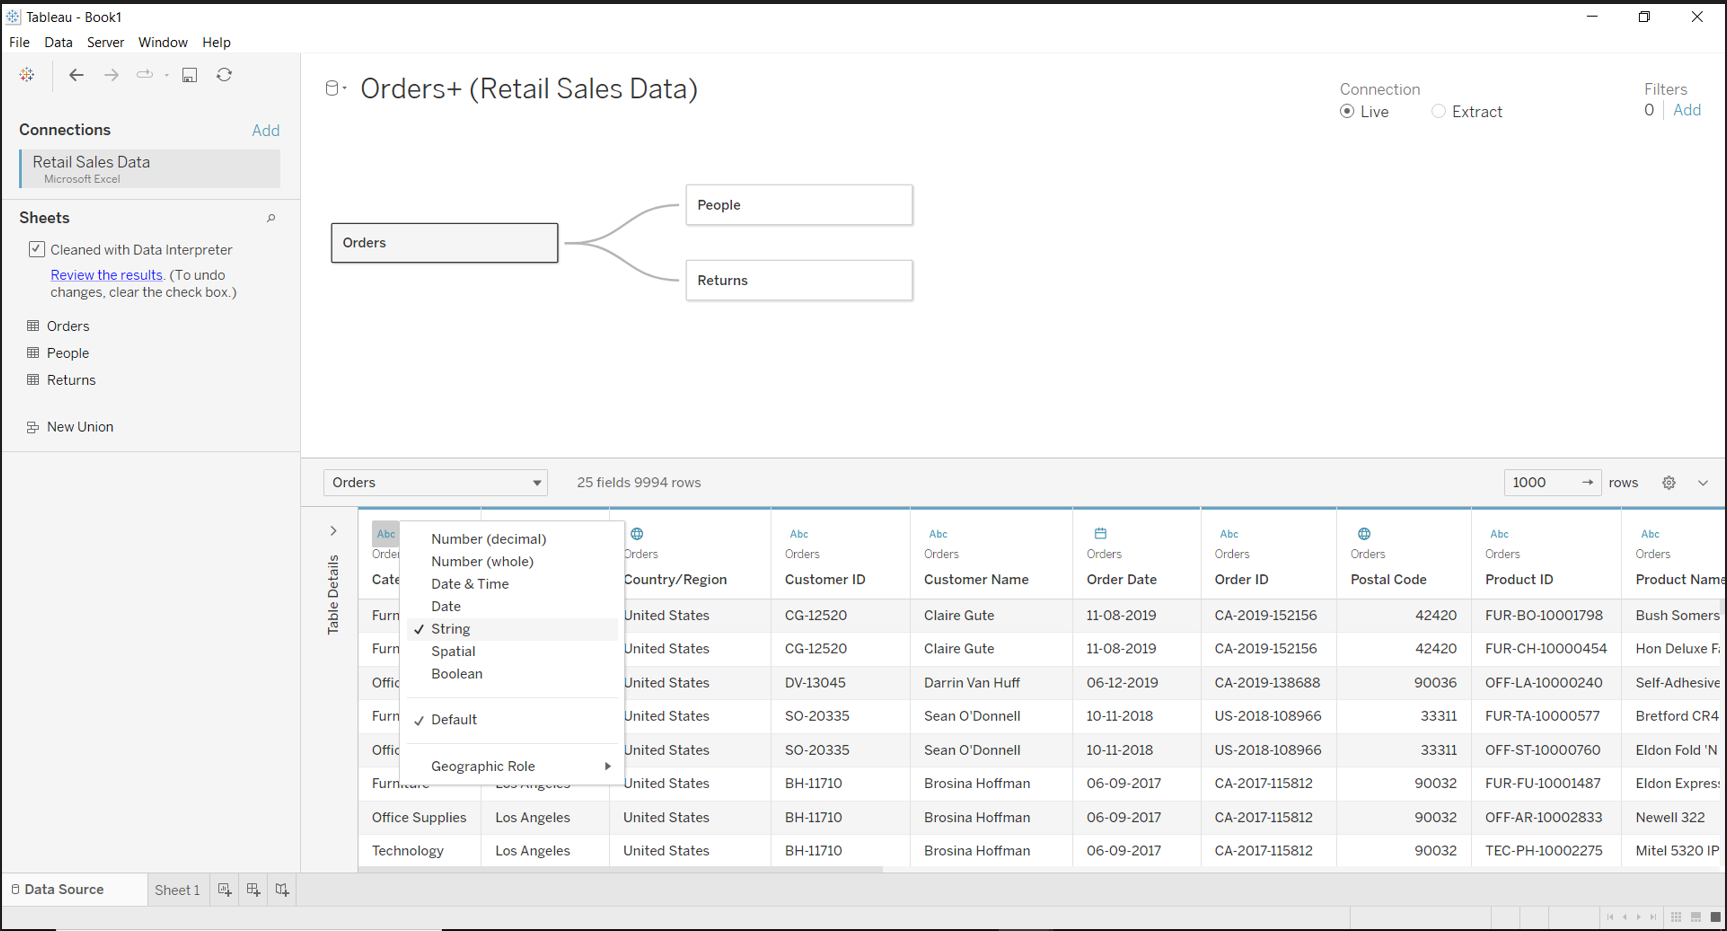 Tableau - Book1
File Data Server Window Help
Connections Add
Retail Sales Data
Microsoft Excel
Sheets
Cleaned with Data Interpreter
Review the results. (To undo
changes, clear the check box.)
Orders
People
Returns
New Union
Orders+ (Retail Sales Data)
Connection
Live Extract
Filters
0 Add
Orders
People
Returns
Orders 25 fields 9994 rows 1000 → rows
Table Details
Abc Abc Abc Abc Abc Abc
Orders Orders Orders Orders Orders Orders Orders Orders
Cate Country/Region Customer ID Customer Name Order Date Order ID Postal Code Product ID Product Name
Number (decimal)
Number (whole)
Date & Time
Date
String
Spatial
Boolean
Default
Geographic Role
Furn United States CG-12520 Claire Gute 11-08-2019 CA-2019-152156 42420 FUR-BO-10001798 Bush Somers
Furn United States CG-12520 Claire Gute 11-08-2019 CA-2019-152156 42420 FUR-CH-10000454 Hon Deluxe Fa
Offic United States DV-13045 Darrin Van Huff 06-12-2019 CA-2019-138688 90036 OFF-LA-10000240 Self-Adhesive
Furn United States SO-20335 Sean O'Donnell 10-11-2018 US-2018-108966 33311 FUR-TA-10000577 Bretford CR4
Offic United States SO-20335 Sean O'Donnell 10-11-2018 US-2018-108966 33311 OFF-ST-10000760 Eldon Fold 'N
Furniture Los Angeles United States BH-11710 Brosina Hoffman 06-09-2017 CA-2017-115812 90032 FUR-FU-10001487 Eldon Express
Office Supplies Los Angeles United States BH-11710 Brosina Hoffman 06-09-2017 CA-2017-115812 90032 OFF-AR-10002833 Newell 322
Technology Los Angeles United States BH-11710 Brosina Hoffman 06-09-2017 CA-2017-115812 90032 TEC-PH-10002275 Mitel 5320 IP
Data Source Sheet 1